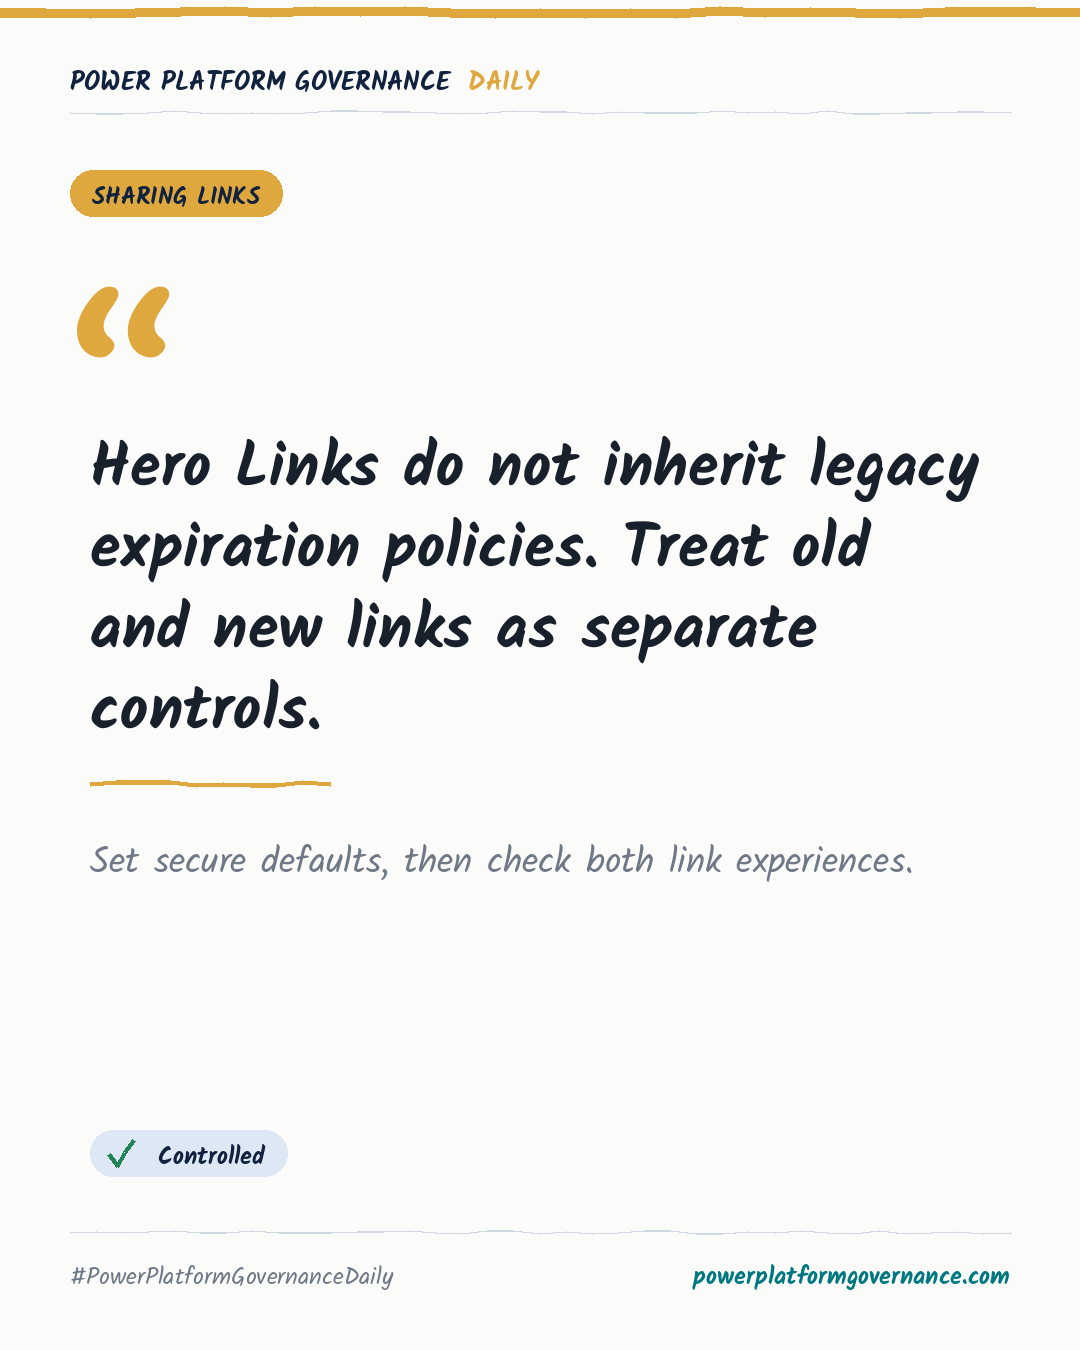 POWER PLATFORM GOVERNANCE DAILY
SHARING LINKS
“
Hero Links do not inherit legacy
expiration policies. Treat old
and new links as separate
controls.
Set secure defaults, then check both link experiences.
✓ Controlled
#PowerPlatformGovernanceDaily
powerplatformgovernance.com